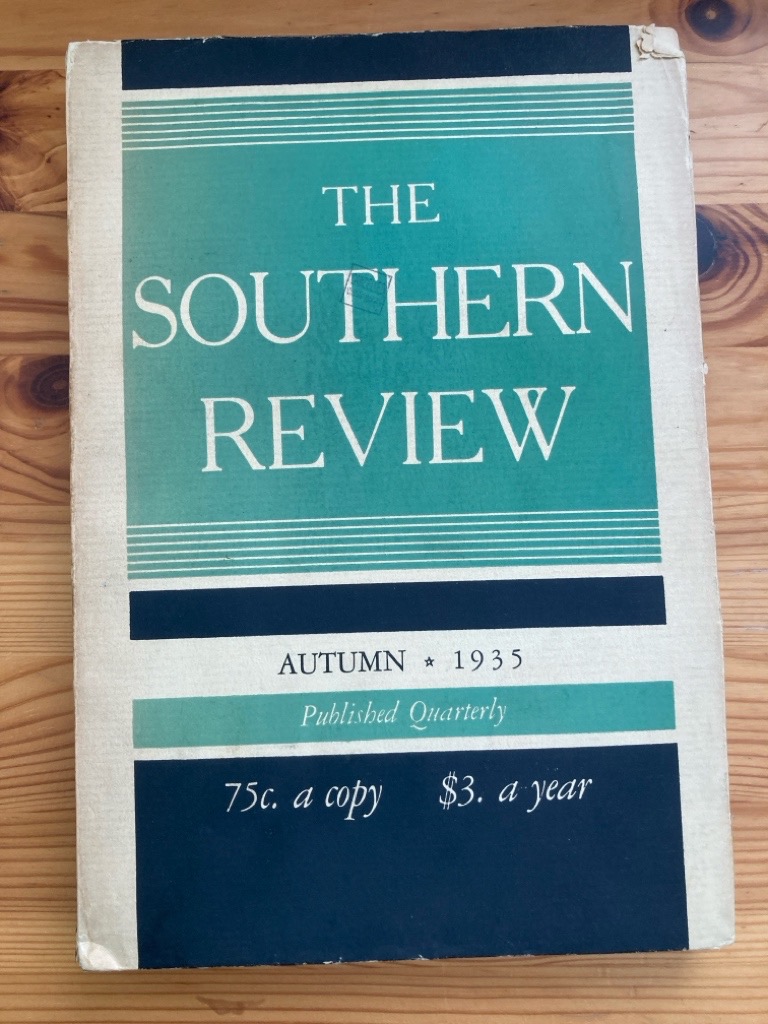 THE
SOUTHERN
REVIEW
AUTUMN ☆ 1935
Published Quarterly
75c. a copy $3. a year